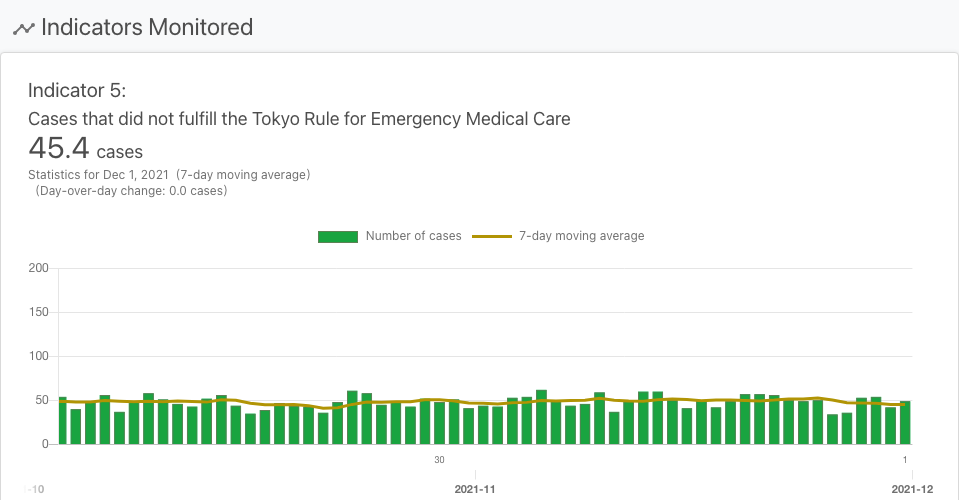 Indicators Monitored
Indicator 5:
Cases that did not fulfill the Tokyo Rule for Emergency Medical Care
45.4 cases
Statistics for Dec 1, 2021 (7-day moving average)
(Day-over-day change: 0.0 cases)
Number of cases 7-day moving average
200
150
100
50
0
30 1
-10 2021-11 2021-12